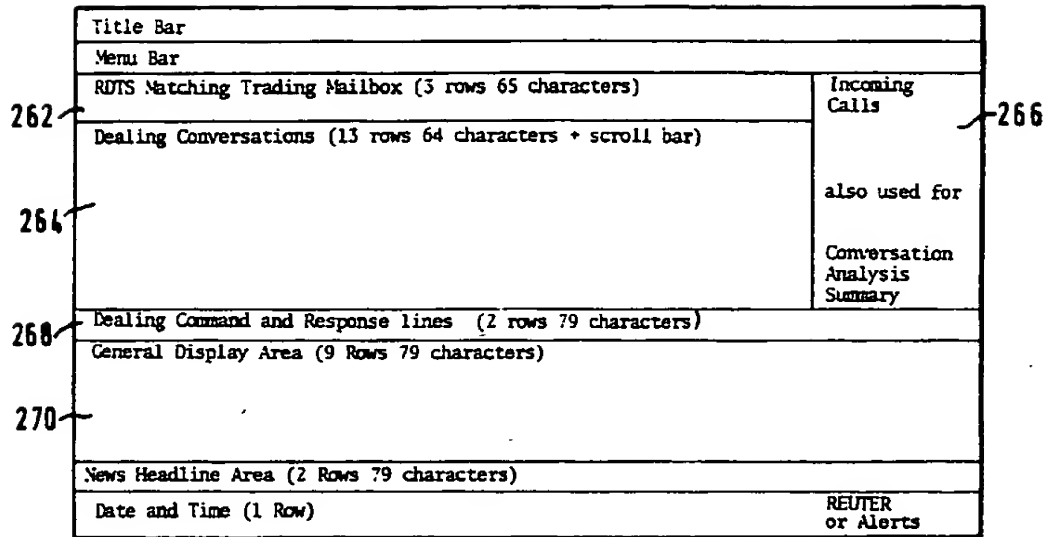 Title Bar
Menu Bar
RDTS Matching Trading Mailbox (3 rows 65 characters)
Incoming
Calls
262
266
Dealing Conversations (13 rows 64 characters + scroll bar)
also used for
264
Conversation
Analysis
Summary
Dealing Command and Response lines (2 rows 79 characters)
268
General Display Area (9 Rows 79 characters)
270
News Headline Area (2 Rows 79 characters)
Date and Time (1 Row)
REUTER
or Alerts